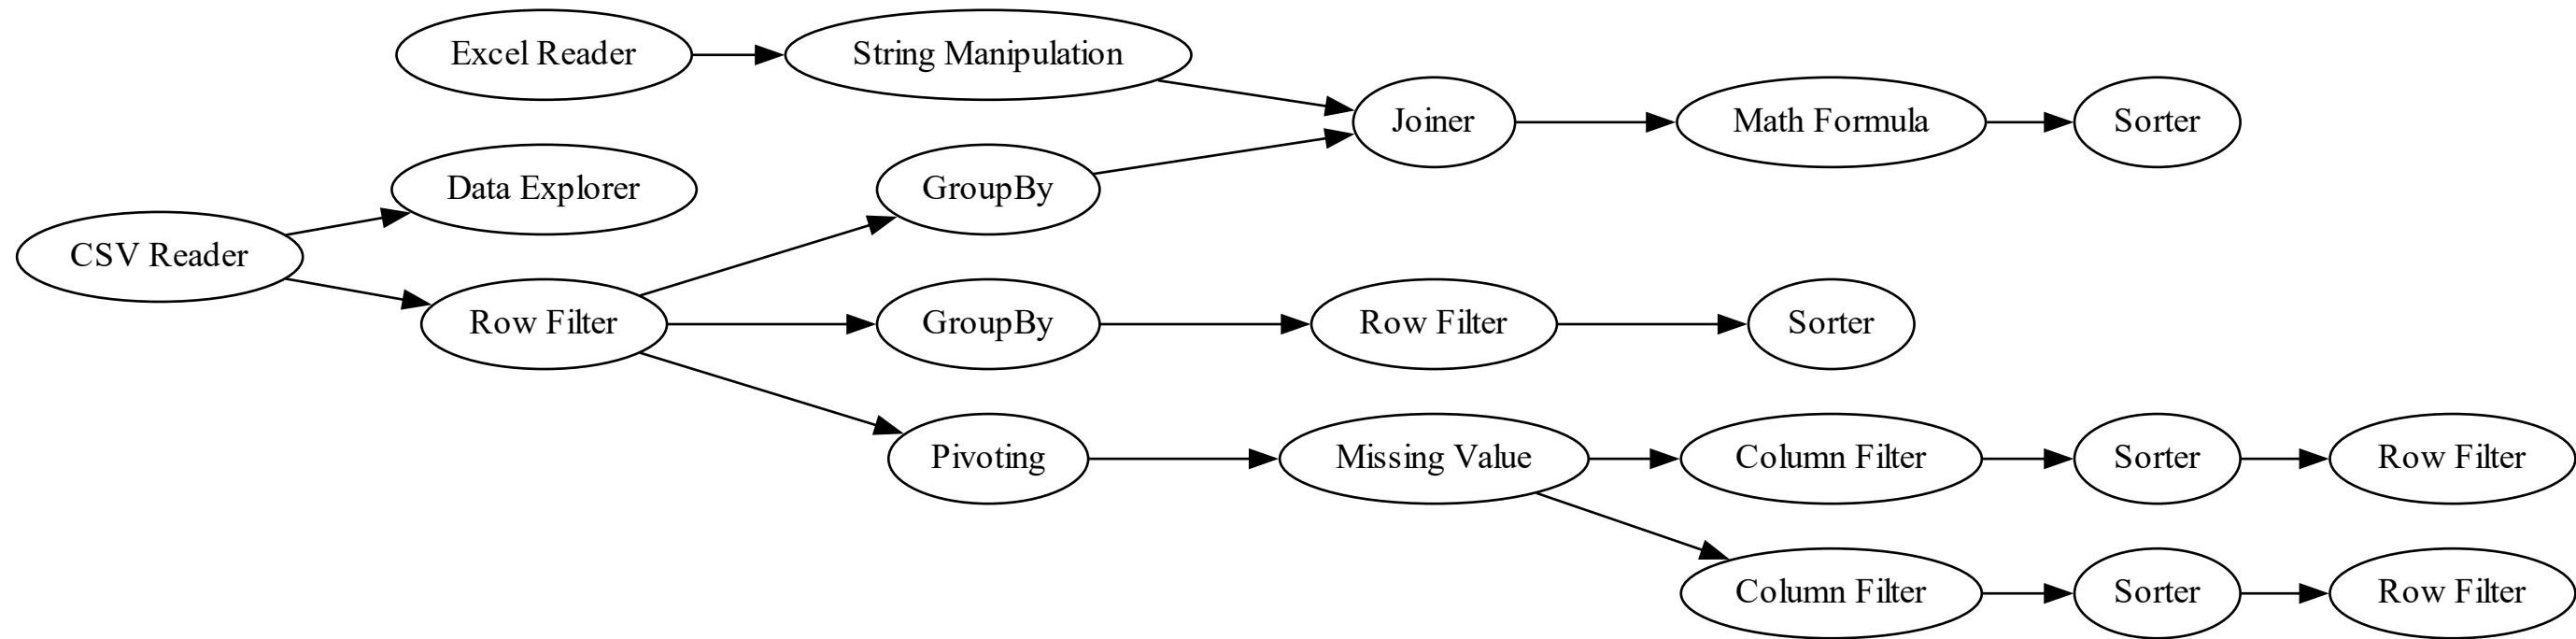 Excel Reader
String Manipulation
Joiner
Math Formula
Sorter
Data Explorer
GroupBy
CSV Reader
Row Filter
GroupBy
Row Filter
Sorter
Pivoting
Missing Value
Column Filter
Sorter
Row Filter
Column Filter
Sorter
Row Filter